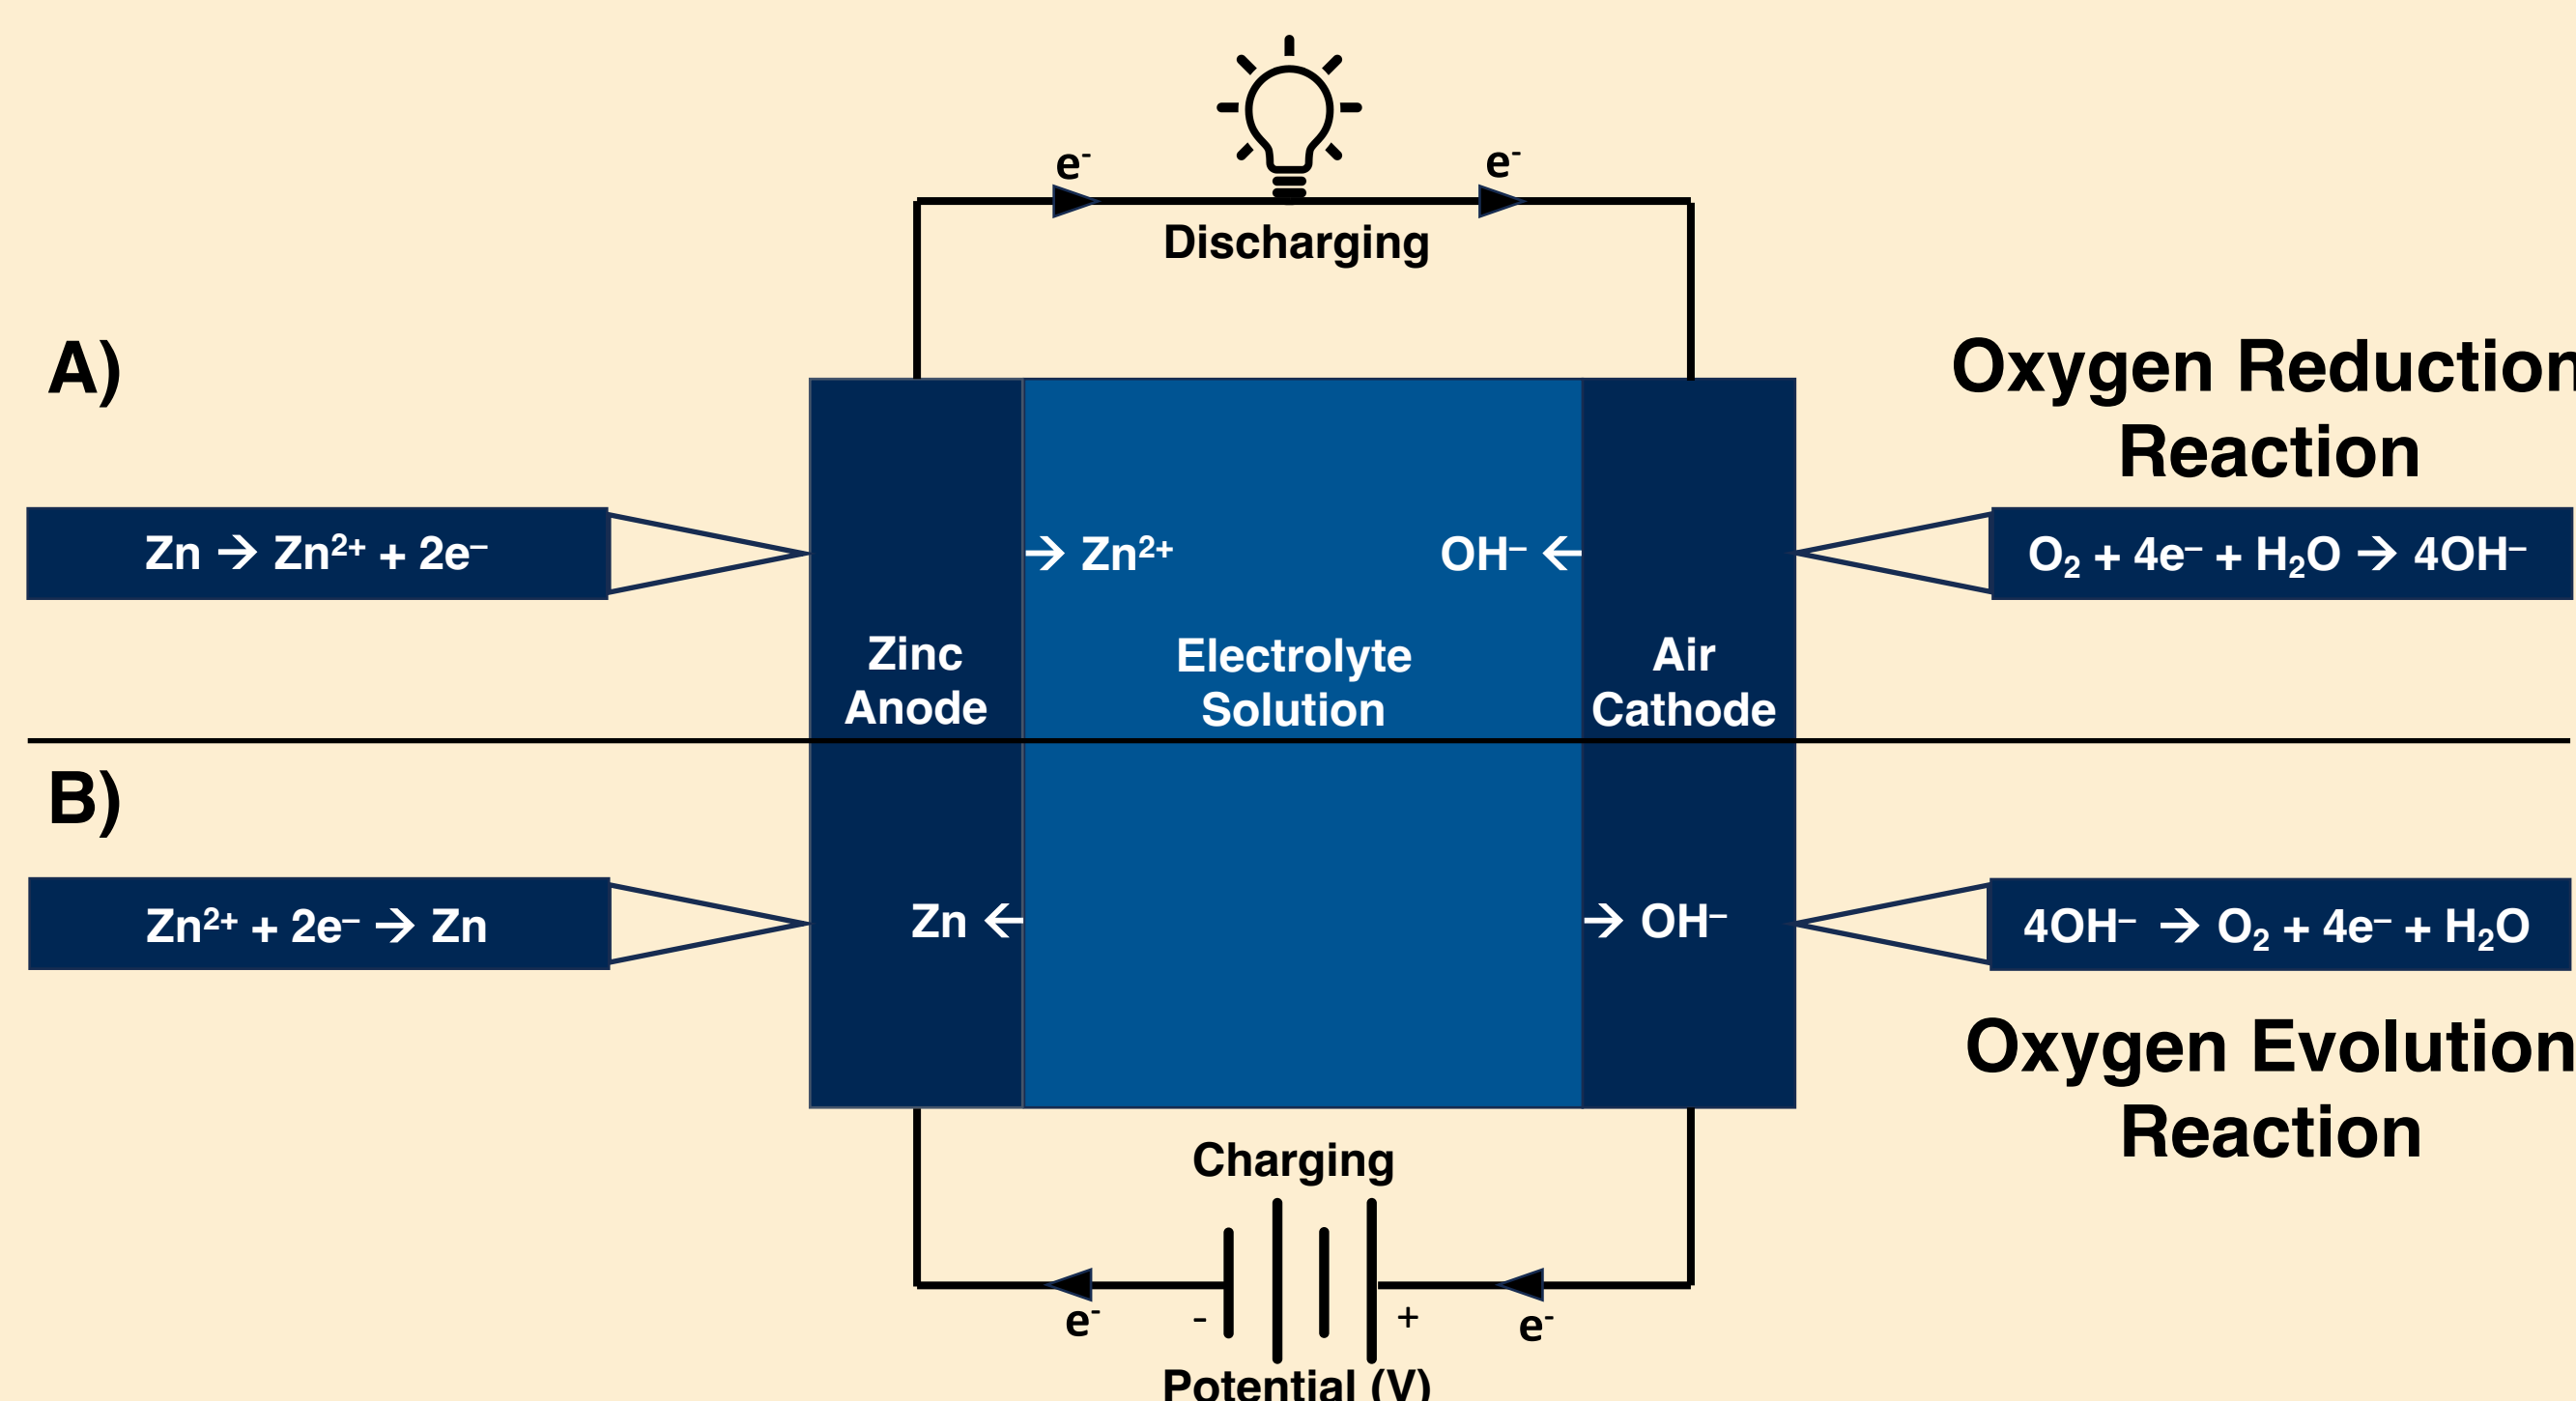 e⁻
e⁻
Discharging
A)
Oxygen Reduction
Reaction
Zn → Zn²⁺ + 2e⁻
→ Zn²⁺
OH⁻ ←
O₂ + 4e⁻ + H₂O → 4OH⁻
Zinc
Anode
Electrolyte
Solution
Air
Cathode
B)
Zn²⁺ + 2e⁻ → Zn
Zn ←
→ OH⁻
4OH⁻ → O₂ + 4e⁻ + H₂O
Oxygen Evolution
Reaction
Charging
e⁻
-
+
e⁻
Potential (V)